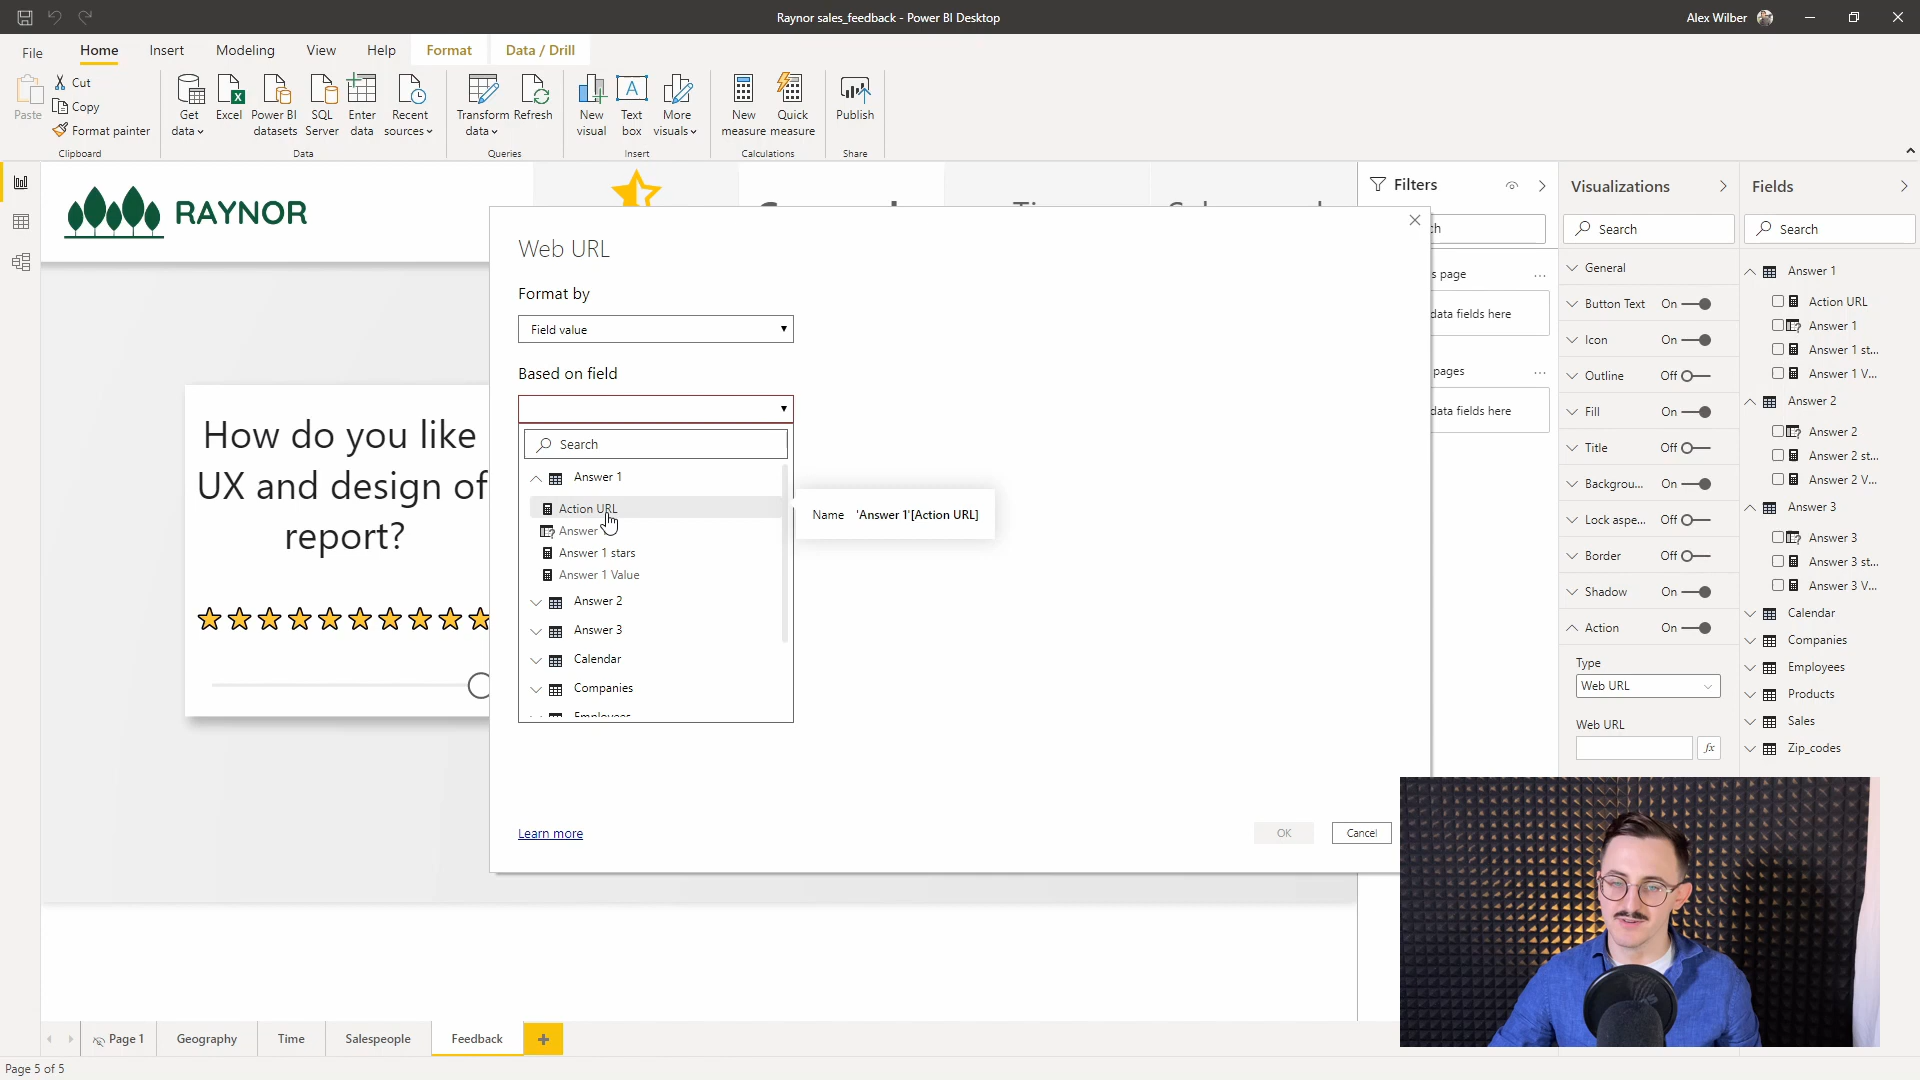 Raynor sales_feedback - Power BI Desktop
Alex Wilber
File
Home
Insert
Modeling
View
Help
Format
Data / Drill
Paste
Cut
Copy
Format painter
Clipboard
Get data
Excel
Power BI datasets
SQL Server
Enter data
Recent sources
Data
Transform data
Refresh
Queries
New visual
Text box
More visuals
Insert
New measure
Quick measure
Calculations
Publish
Share
RAYNOR
How do you like
UX and design of
report?
Web URL
Format by
Field value
Based on field
Search
Answer 1
Action URL
Answer
Answer 1 stars
Answer 1 Value
Answer 2
Answer 3
Calendar
Companies
Employees
Name 'Answer 1'[Action URL]
Learn more
OK
Cancel
Filters
ch
s page
data fields here
pages
data fields here
Visualizations
Search
General
Button Text On
Icon On
Outline Off
Fill On
Title Off
Backgrou... On
Lock aspe... Off
Border Off
Shadow On
Action On
Type
Web URL
Web URL
fx
Fields
Search
Answer 1
Action URL
Answer 1
Answer 1 st...
Answer 1 V...
Answer 2
Answer 2
Answer 2 st...
Answer 2 V...
Answer 3
Answer 3
Answer 3 st...
Answer 3 V...
Calendar
Companies
Employees
Products
Sales
Zip_codes
Page 1
Geography
Time
Salespeople
Feedback
+
Page 5 of 5